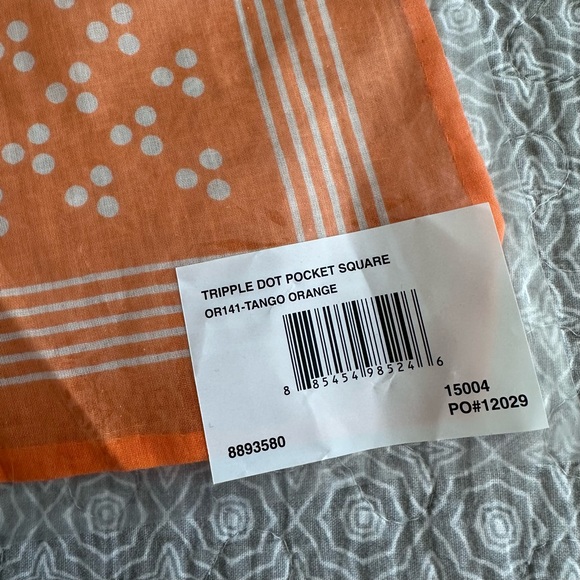 TRIPPLE DOT POCKET SQUARE
OR141-TANGO ORANGE
8 85454 98524 6
15004
PO#12029
8893580